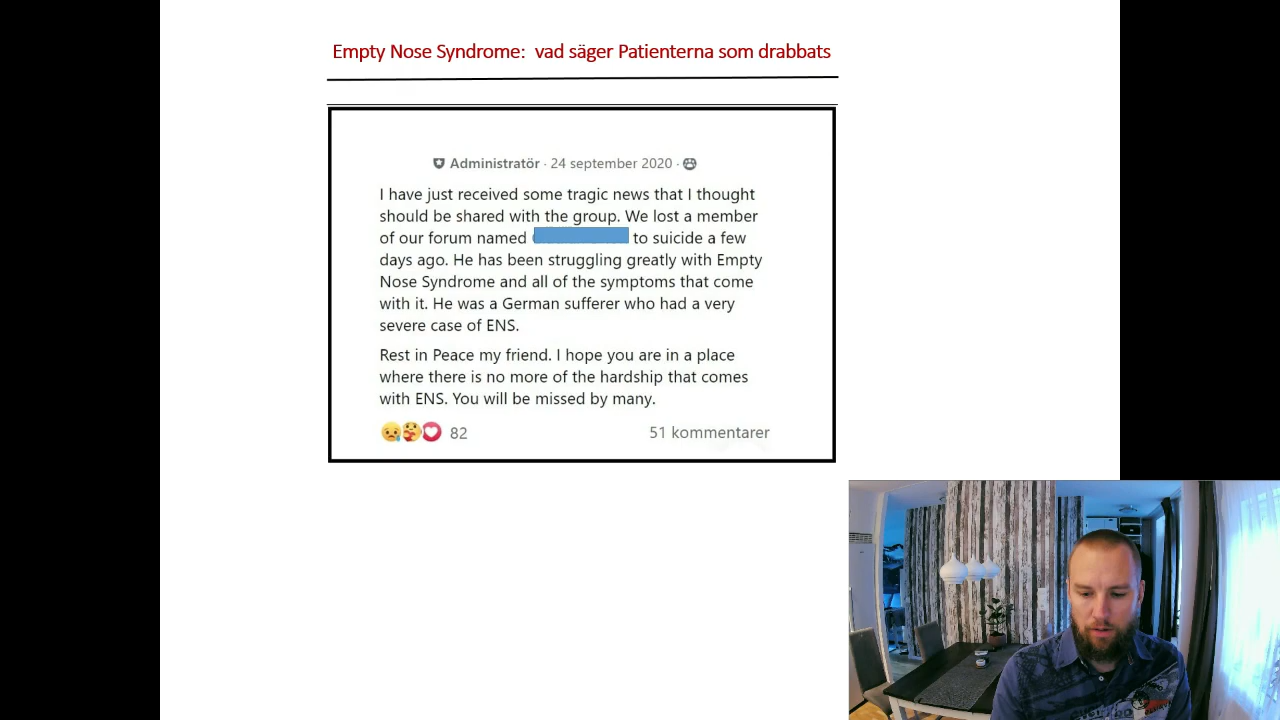 Empty Nose Syndrome: vad säger Patienterna som drabbats
Administratör · 24 september 2020 ·
I have just received some tragic news that I thought
should be shared with the group. We lost a member
of our forum named to suicide a few
days ago. He has been struggling greatly with Empty
Nose Syndrome and all of the symptoms that come
with it. He was a German sufferer who had a very
severe case of ENS.
Rest in Peace my friend. I hope you are in a place
where there is no more of the hardship that comes
with ENS. You will be missed by many.
82 51 kommentarer